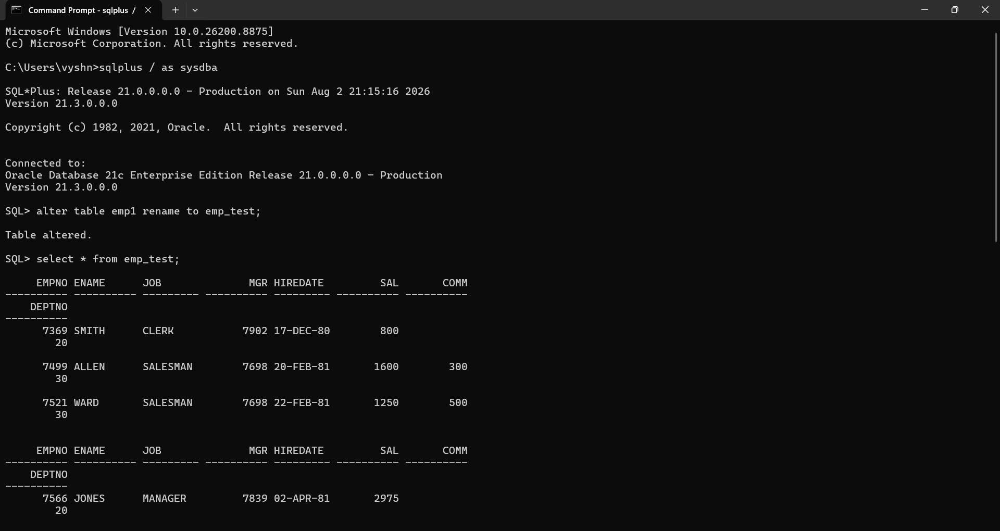 Command Prompt - sqlplus /
Microsoft Windows [Version 10.0.26200.8875]
(c) Microsoft Corporation. All rights reserved.
C:\Users\vyshn>sqlplus / as sysdba
SQL*Plus: Release 21.0.0.0.0 - Production on Sun Aug 2 21:15:16 2026
Version 21.3.0.0.0
Copyright (c) 1982, 2021, Oracle.  All rights reserved.
Connected to:
Oracle Database 21c Enterprise Edition Release 21.0.0.0.0 - Production
Version 21.3.0.0.0
SQL> alter table emp1 rename to emp_test;
Table altered.
SQL> select * from emp_test;
     EMPNO ENAME      JOB              MGR HIREDATE         SAL       COMM
---------- ---------- --------- ---------- --------- ---------- ----------
    DEPTNO
----------
      7369 SMITH      CLERK           7902 17-DEC-80        800
        20
      7499 ALLEN      SALESMAN        7698 20-FEB-81       1600        300
        30
      7521 WARD       SALESMAN        7698 22-FEB-81       1250        500
        30
     EMPNO ENAME      JOB              MGR HIREDATE         SAL       COMM
---------- ---------- --------- ---------- --------- ---------- ----------
    DEPTNO
----------
      7566 JONES      MANAGER         7839 02-APR-81       2975
        20